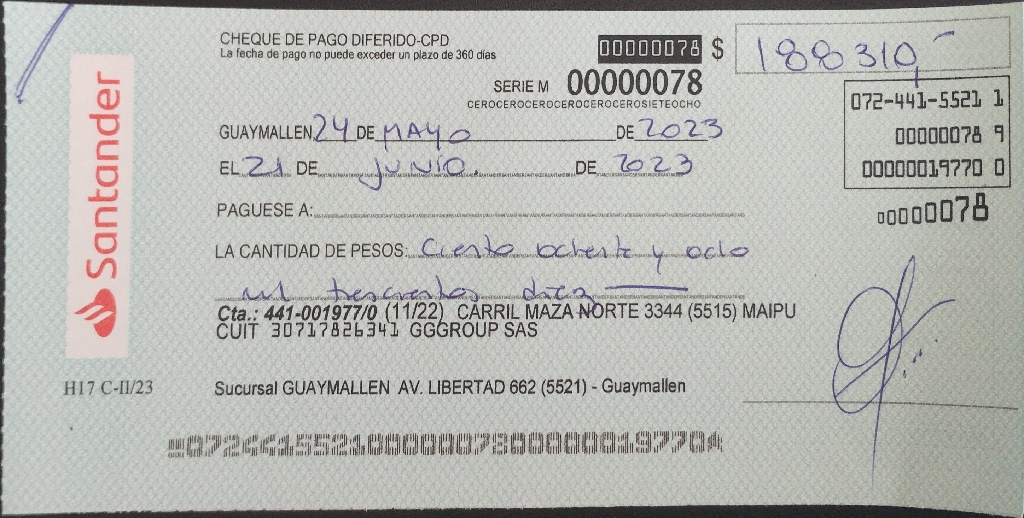 CHEQUE DE PAGO DIFERIDO-CPD
La fecha de pago no puede exceder un plazo de 360 días
00000078 $ 188310,-
SERIE M 00000078
CEROCEROCEROCEROCEROCEROSIETEOCHO
072-441-5521 1
00000078 9
00000019770 0
00000078
GUAYMALLEN, 24 DE MAYO DE 2023
EL 21 DE JUNIO. DE 2023
PAGUESE A:
LA CANTIDAD DE PESOS: Ciento ochenta y ocho
mil trescientos diez
Cta.: 441-001977/0 (11/22) CARRIL MAZA NORTE 3344 (5515) MAIPU
CUIT 30717826341 GGGROUP SAS
Santander
H17 C-II/23
Sucursal GUAYMALLEN AV. LIBERTAD 662 (5521) - Guaymallen